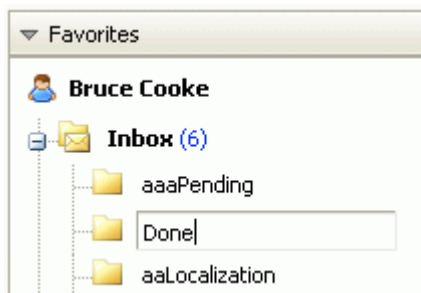 Favorites
Bruce Cooke
Inbox (6)
aaaPending
Done
aaLocalization